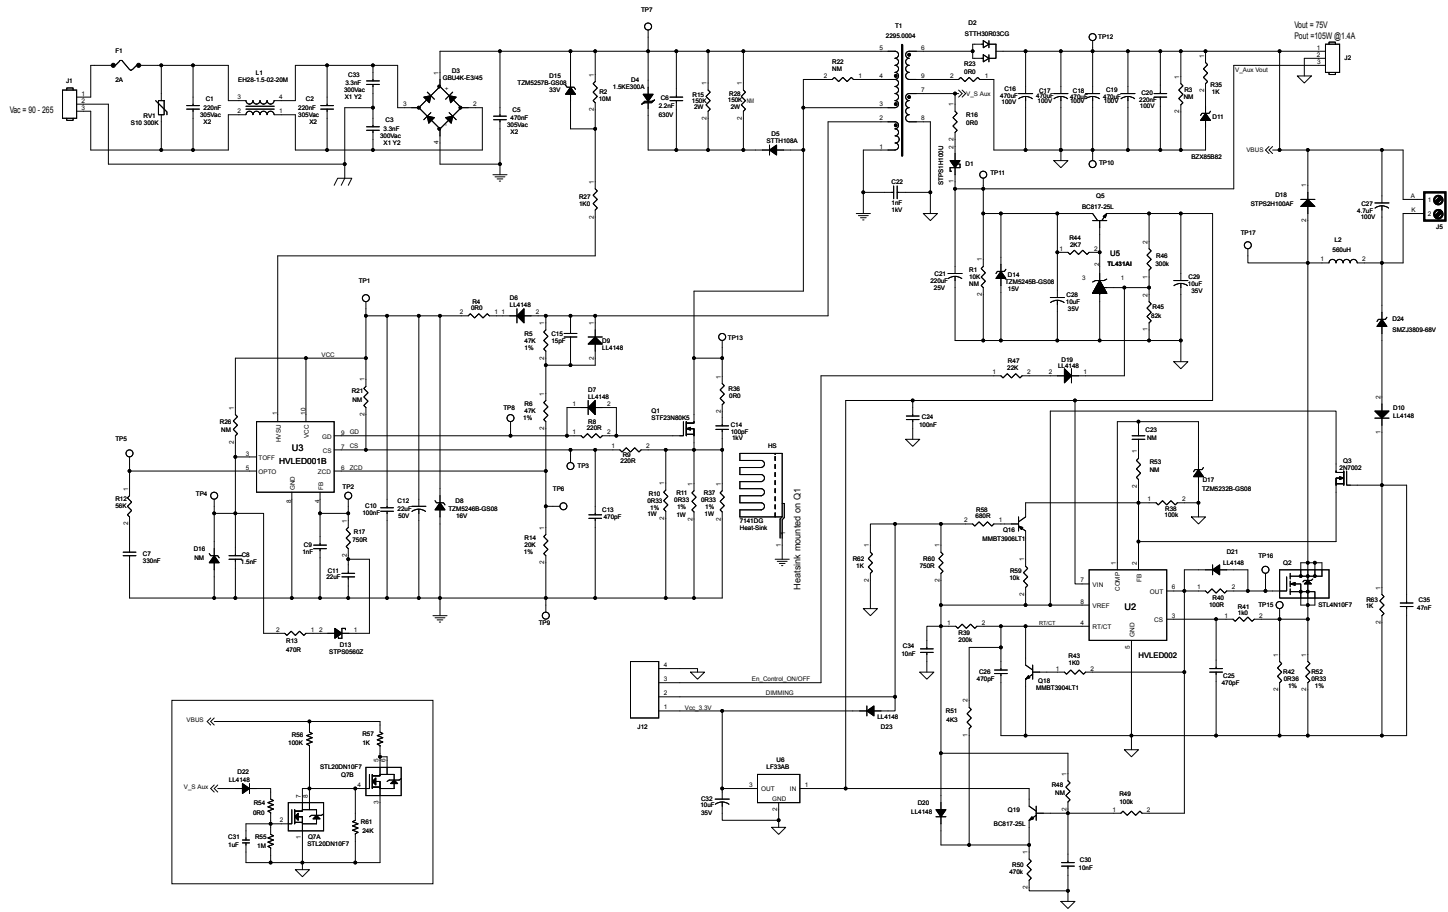 TP7
T1
2295.0004
D2
STTH30R03CG
Vout = 75V
Pout =105W @1.4A
TP12
J2
F1
2A
J1
L1
EH28-1.5-02-20M
C33
3.3nF
300Vac
X1 Y2
D3
GBU4K-E3/45
D15
TZM5257B-GS08
33V
R2
10M
D4
1.5KE300A
R22
NM
R23
0R0
V_S Aux
V_Aux Vout
Vac = 90 - 265
RV1
S10 300K
C1
220nF
305Vac
X2
C2
220nF
305Vac
X2
C3
3.3nF
300Vac
X1 Y2
C5
470nF
305Vac
X2
C6
2.2nF
630V
R15
150K
2W
R28
150K
2W
NM
D5
STTH108A
R16
0R0
C16
470uF
100V
C17
470uF
100V
C18
470uF
100V
C19
470uF
100V
C20
220nF
100V
R3
NM
R35
1K
D11
BZX85B82
TP10
VBUS
D1
STPS1H100U
TP11
R27
1K0
C22
1nF
1kV
Q5
BC817-25L
D18
STPS2H100AF
C27
4.7uF
100V
A
K
J5
TP17
L2
560uH
R44
2K7
U5
TL431AI
R46
300k
C21
220uF
25V
R1
10K
NM
D14
TZM5245B-GS08
15V
C28
10uF
35V
R45
82k
C29
10uF
35V
TP1
R4
0R0
D6
LL4148
R5
47K
1%
C15
15pF
D9
LL4148
TP13
D24
SMZJ3809-68V
VCC
R21
NM
R47
22K
D19
LL4148
R26
NM
R6
47K
1%
D7
LL4148
R8
220R
TP8
Q1
STF23N80K5
R36
0R0
C14
100pF
1kV
C24
100nF
C23
NM
D10
LL4148
HVSU
VCC
U3
HVLED001B
GD
CS
ZCD
TOFF
OPTO
GND
FB
GD
CS
ZCD
R9
220R
TP3
HS
7141DG
Heat-Sink
Heatsink mounted on Q1
TP5
TP4
TP2
TP6
R12
56K
R17
750R
C10
100nF
C12
22uF
50V
D8
TZM5246B-GS08
16V
C13
470pF
R10
0R33
1%
1W
R11
0R33
1%
1W
R37
0R33
1%
1W
R53
NM
D17
TZM5232B-GS08
Q3
2N7002
R38
100k
R58
680R
Q16
MMBT3906LT1
C7
330nF
D16
NM
C8
1.5nF
C9
1nF
C11
22uF
R14
20K
1%
TP9
R62
1K
R60
750R
R59
10k
D21
LL4148
TP16
Q2
STL4N10F7
R40
100R
TP15
R41
1k0
R63
1K
C35
47nF
COMP
FB
VIN
VREF
RT/CT
OUT
CS
GND
U2
HVLED002
R13
470R
D13
STPS0560Z
C34
10nF
R39
200k
RT/CT
C26
470pF
R43
1K0
Q18
MMBT3904LT1
C25
470pF
R42
0R36
1%
R52
0R33
1%
J12
En_Control_ON/OFF
DIMMING
Vcc_3.3V
LL4148
D23
R51
4K3
VBUS
R56
100K
R57
1K
STL20DN10F7
Q7B
V_S Aux
D22
LL4148
R54
0R0
R55
1M
C31
1uF
Q7A
STL20DN10F7
R61
24K
U6
LF33AB
OUT
IN
GND
C32
10uF
35V
D20
LL4148
R48
NM
R49
100k
Q19
BC817-25L
R50
470k
C30
10nF